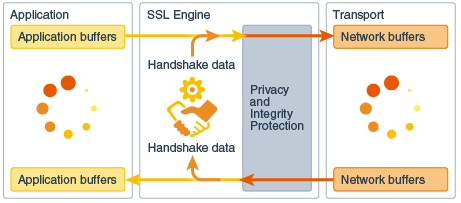 Application
SSL Engine
Transport
Application buffers
Network buffers
Handshake data
Privacy
and
Integrity
Protection
Handshake data
Application buffers
Network buffers